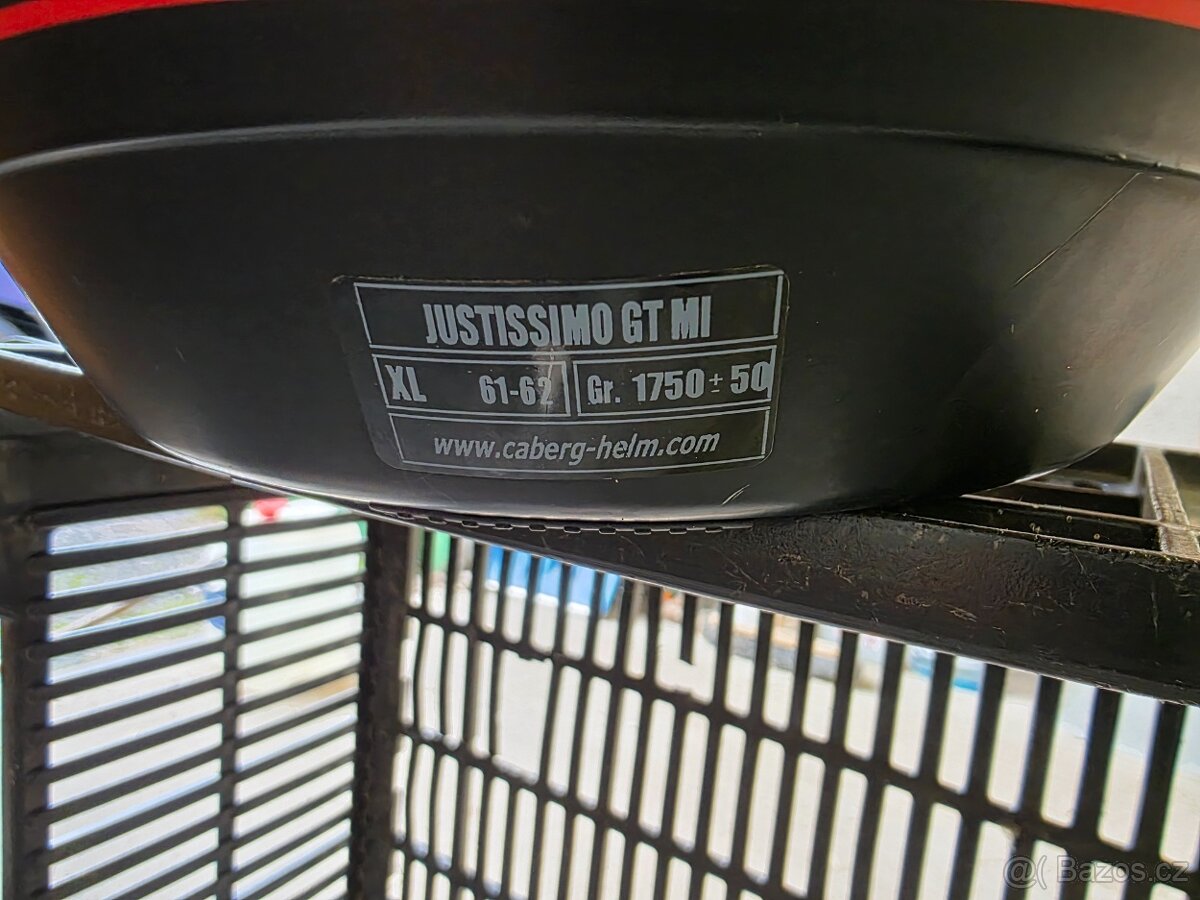 JUSTISSIMO GT MI
XL 61-62 Gr. 1750 ± 50
www.caberg-helm.com
@( Bazos.cz